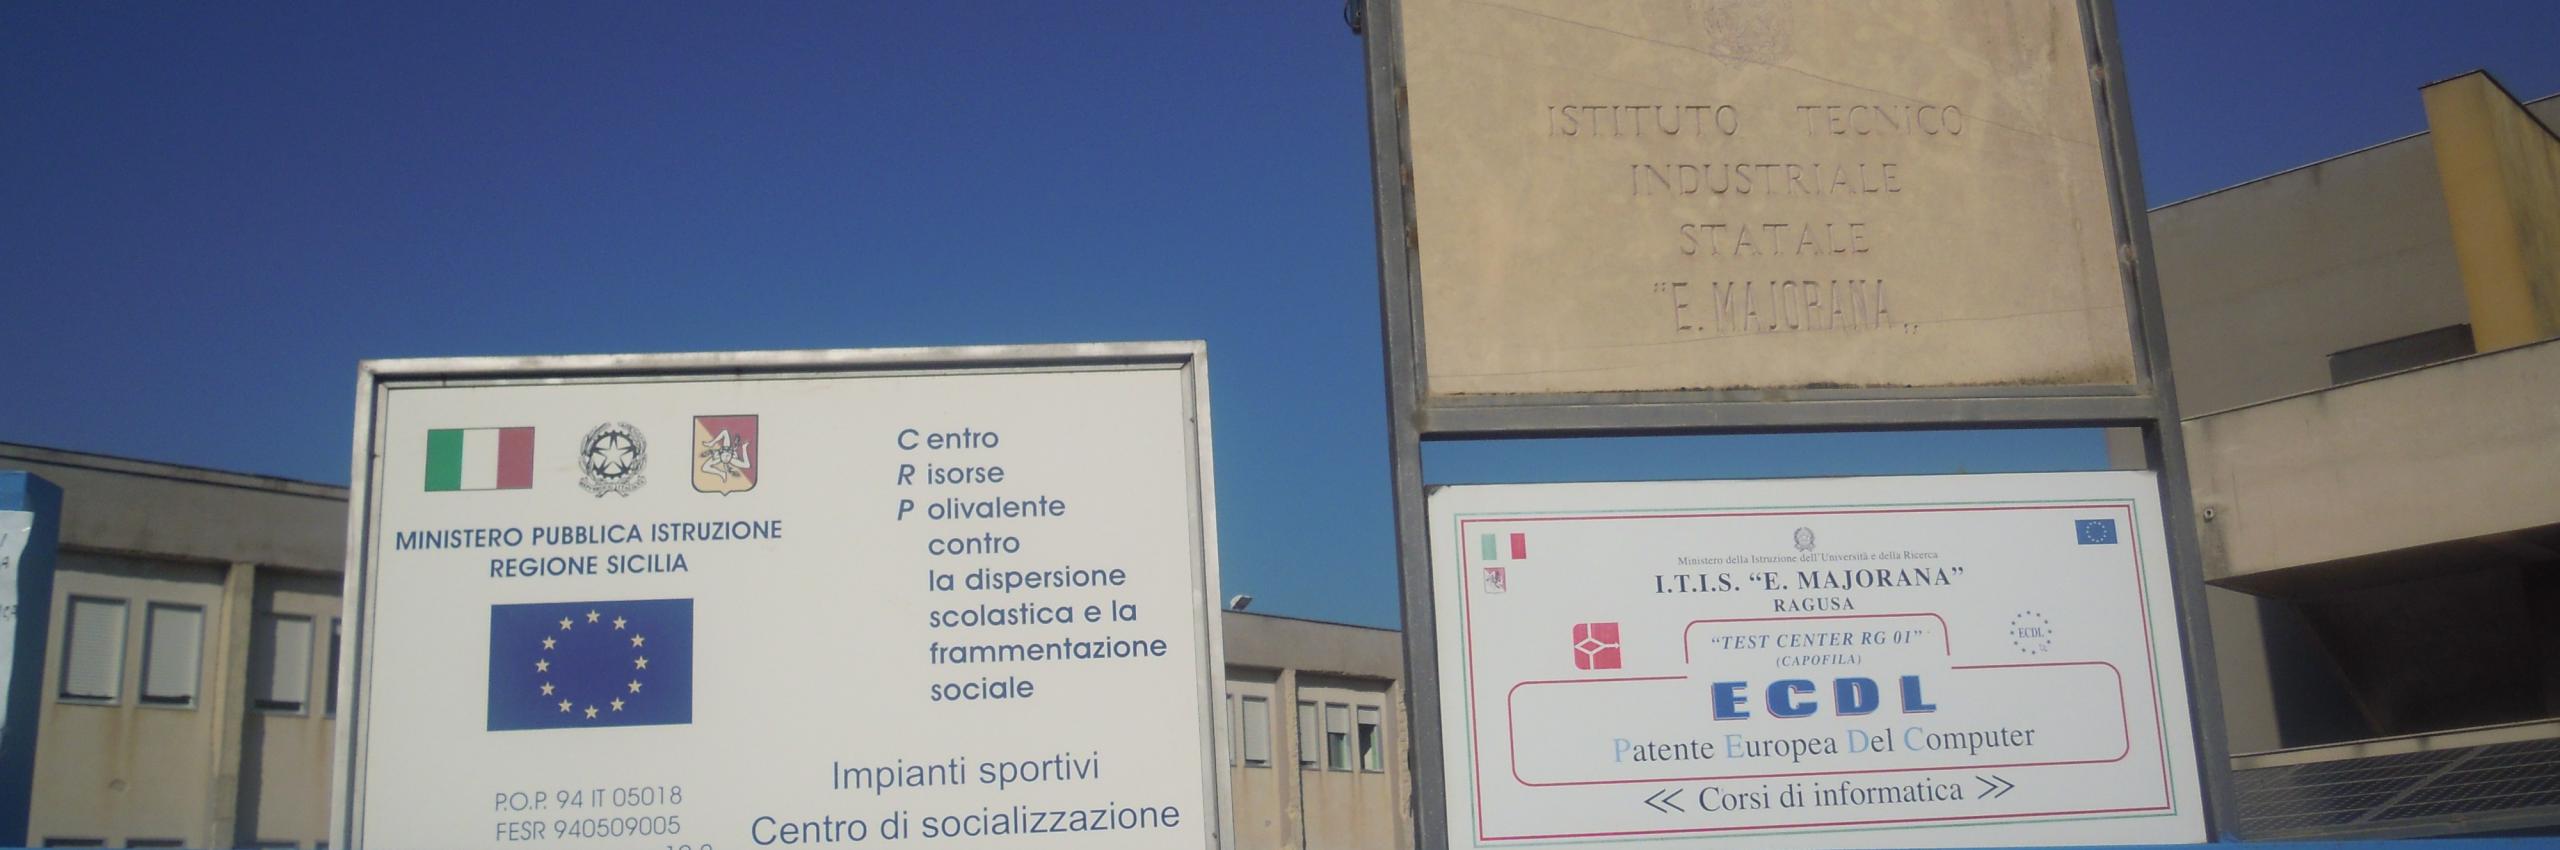 MINISTERO PUBBLICA ISTRUZIONE
REGIONE SICILIA
P.O.P. 94 IT 05018
FESR 940509005
Centro
Risorse
Polivalente
contro
la dispersione
scolastica e la
frammentazione
sociale
Impianti sportivi
Centro di socializzazione
ISTITUTO TECNICO
INDUSTRIALE
STATALE
"E. MAJORANA„
Ministero della Istruzione dell'Università e della Ricerca
I.T.I.S. “E. MAJORANA”
RAGUSA
“TEST CENTER RG 01”
(CAPOFILA)
ECDL
ECDL
Patente Europea Del Computer
<< Corsi di informatica >>